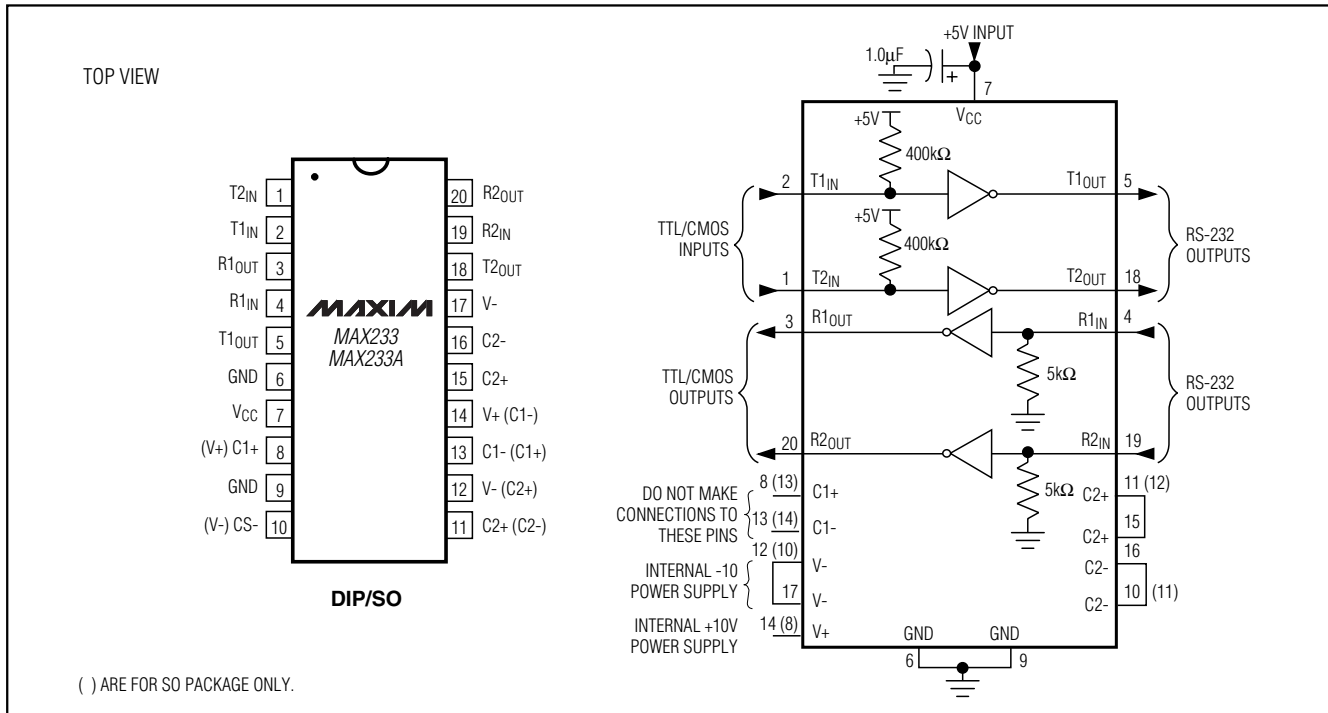 TOP VIEW
T2IN 1
T1IN 2
R1OUT 3
R1IN 4
T1OUT 5
GND 6
VCC 7
(V+) C1+ 8
GND 9
(V-) CS- 10
20 R2OUT
19 R2IN
18 T2OUT
17 V-
16 C2-
15 C2+
14 V+ (C1-)
13 C1- (C1+)
12 V- (C2+)
11 C2+ (C2-)
MAXIM
MAX233
MAX233A
DIP/SO
( ) ARE FOR SO PACKAGE ONLY.
+5V INPUT
1.0μF
+
7
VCC
+5V
400kΩ
2 T1IN
T1OUT 5
+5V
400kΩ
TTL/CMOS
INPUTS
RS-232
OUTPUTS
1 T2IN
T2OUT 18
3 R1OUT
R1IN 4
5kΩ
TTL/CMOS
OUTPUTS
RS-232
OUTPUTS
20 R2OUT
R2IN 19
5kΩ
DO NOT MAKE
CONNECTIONS TO
THESE PINS
8 (13) C1+
13 (14) C1-
INTERNAL -10
POWER SUPPLY
12 (10) V-
17 V-
INTERNAL +10V
POWER SUPPLY
14 (8) V+
C2+ 11 (12)
C2+ 15
C2- 16
C2- 10 (11)
GND GND
6 9